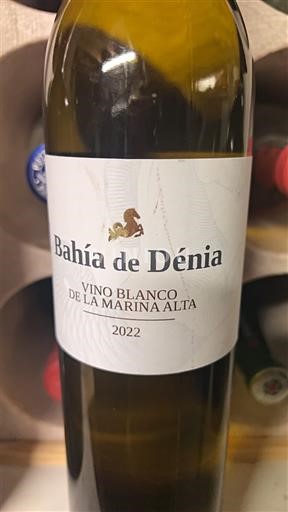 Bahía de Dénia
VINO BLANCO
DE LA MARINA ALTA
2022